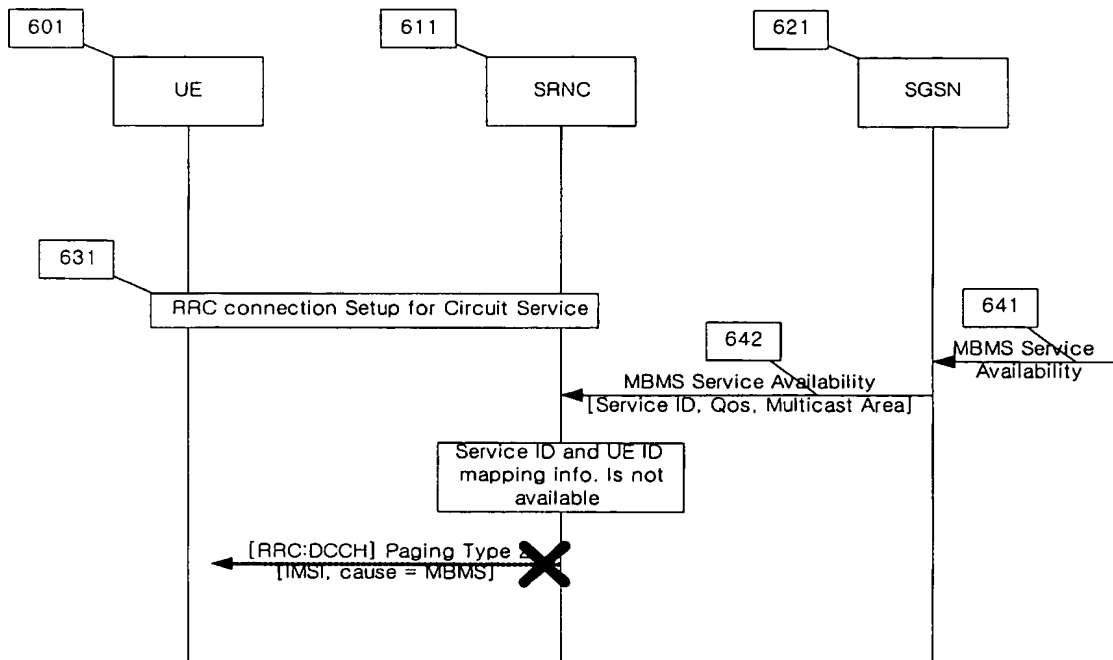 601
611
621
UE
SRNC
SGSN
631
RRC connection Setup for Circuit Service
641
642
MBMS Service
Availability
MBMS Service Availability
[Service ID, Qos, Multicast Area]
Service ID and UE ID
mapping info. Is not
available
[RRC:DCCH] Paging Type
[IMSI, cause = MBMS]